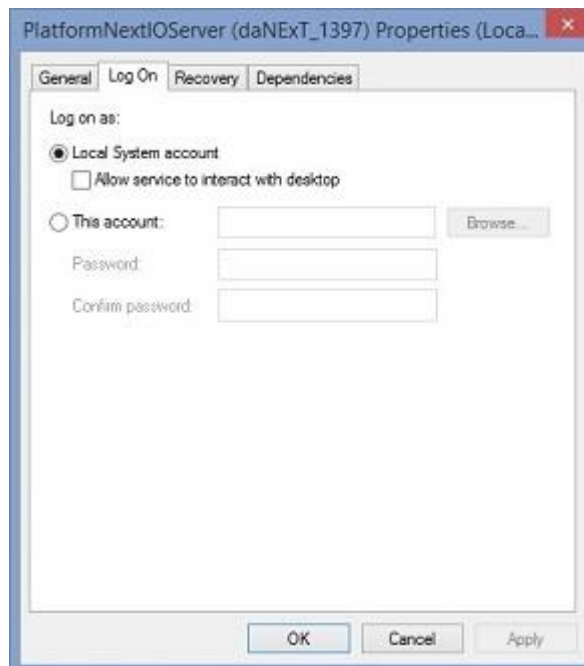 PlatformNextIOServer (daNExT_1397) Properties (Loca...
General Log On Recovery Dependencies
Log on as:
Local System account
Allow service to interact with desktop
This account: Browse...
Password:
Confirm password:
OK Cancel Apply